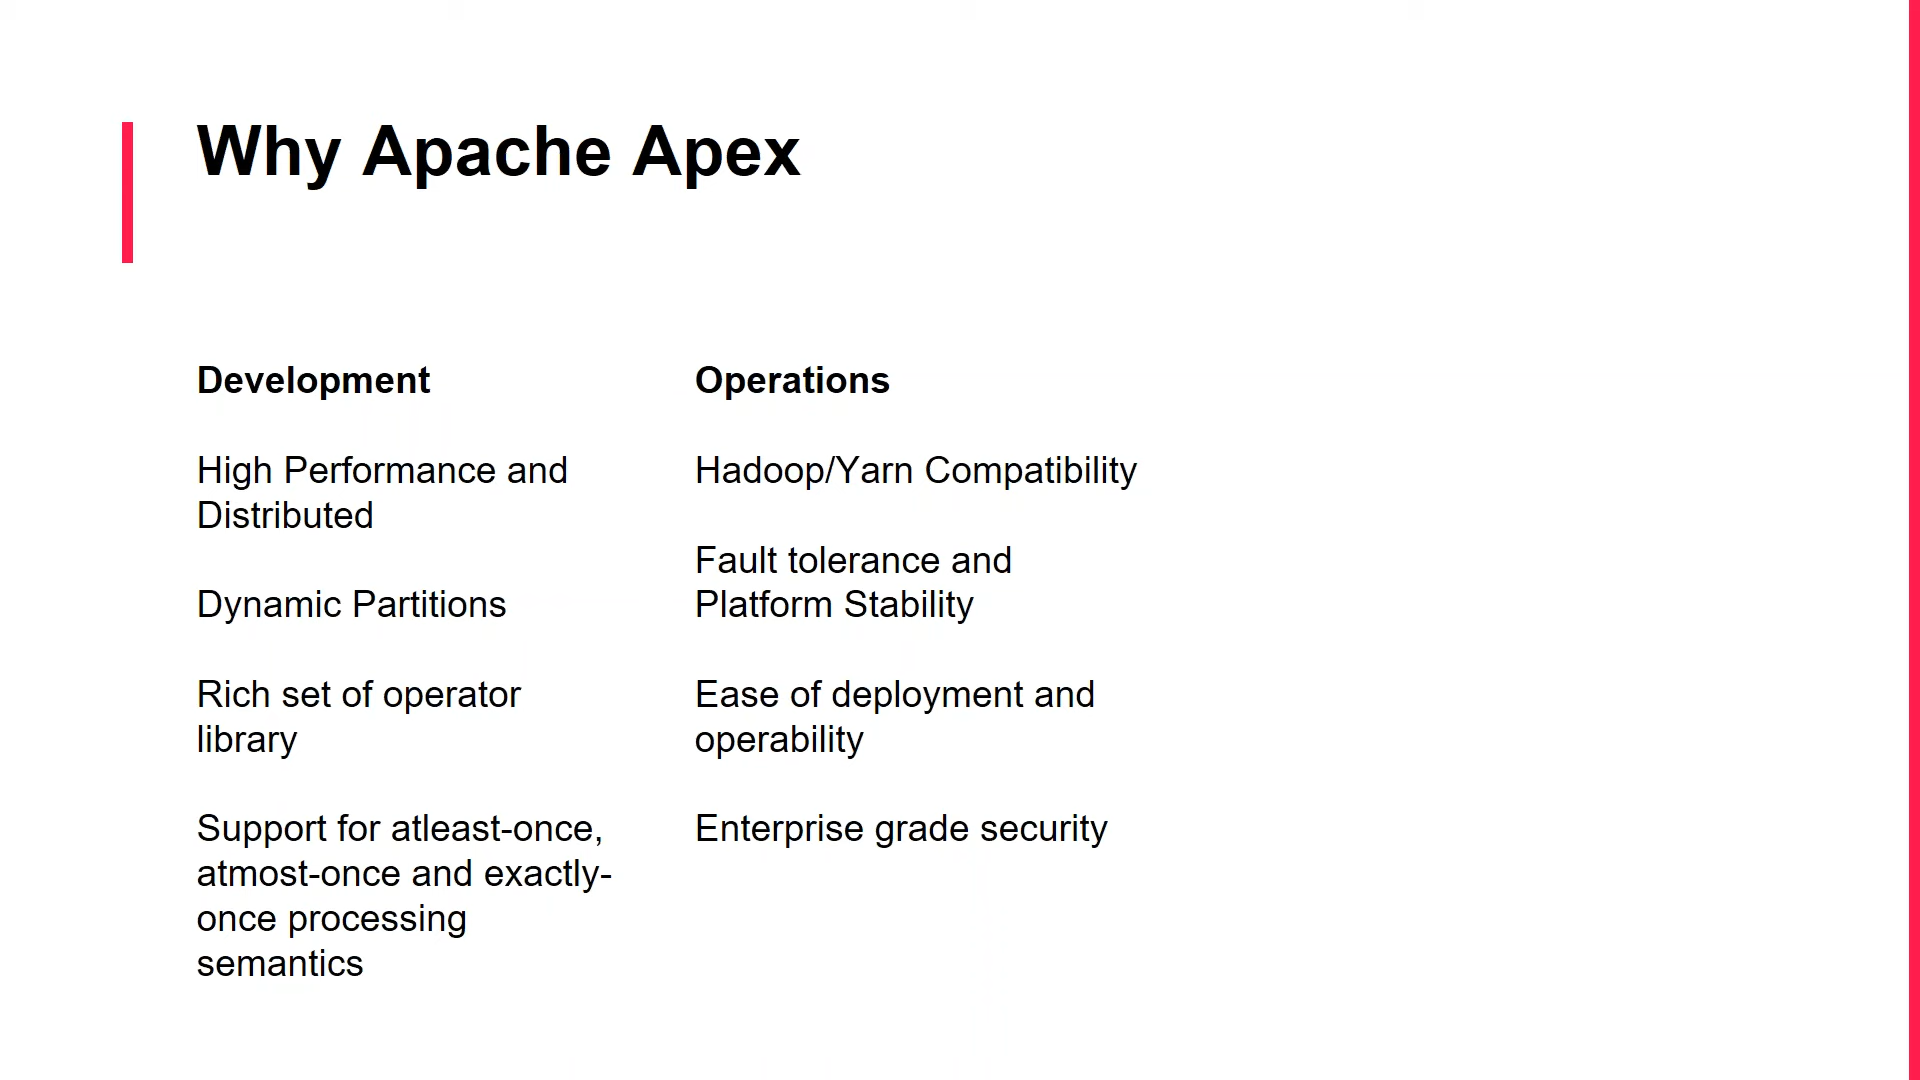 Why Apache Apex
Development
High Performance and
Distributed
Dynamic Partitions
Rich set of operator
library
Support for atleast-once,
atmost-once and exactly-
once processing
semantics
Operations
Hadoop/Yarn Compatibility
Fault tolerance and
Platform Stability
Ease of deployment and
operability
Enterprise grade security